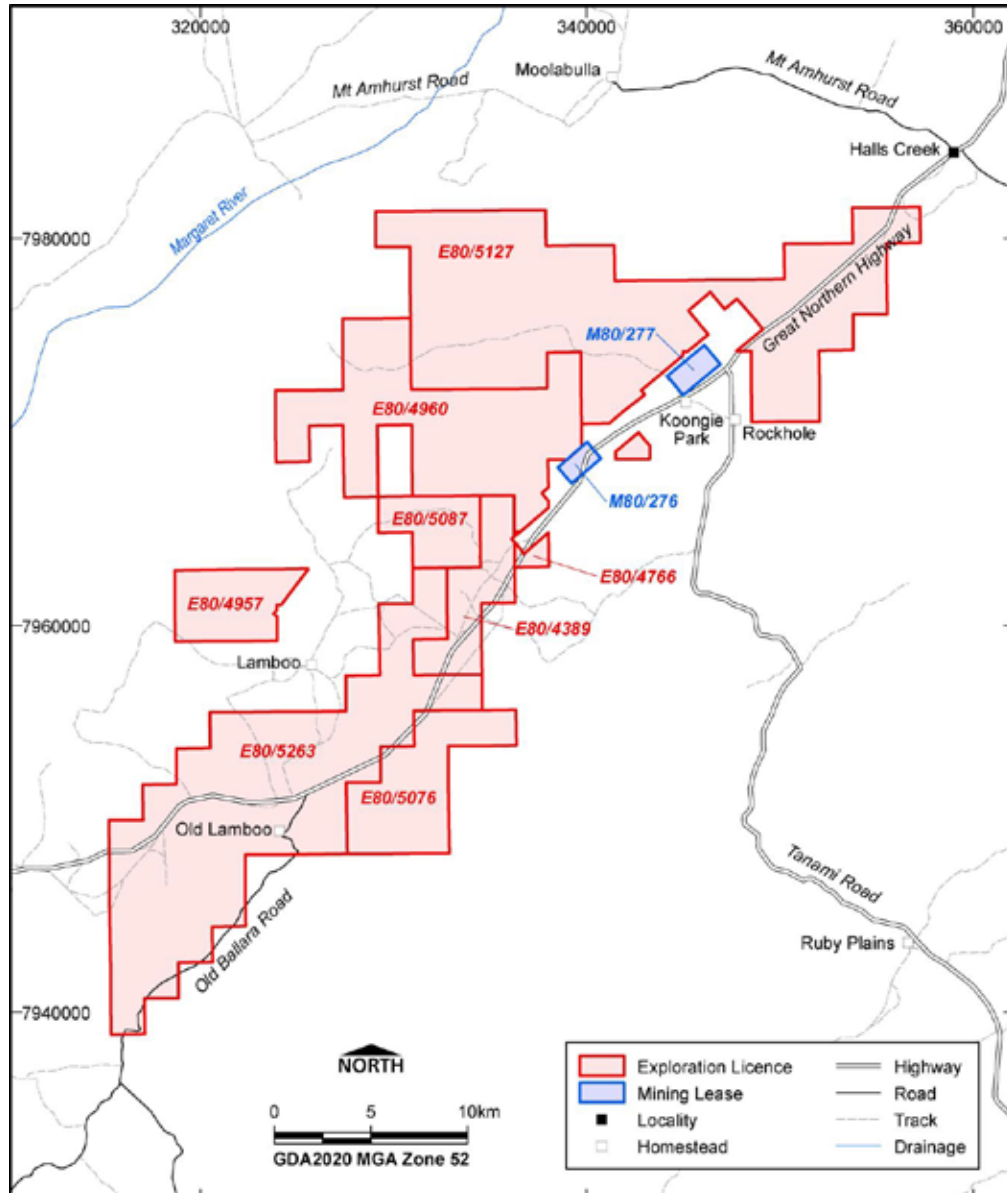 320000
340000
360000
Moolabulla
Mt Amhurst Road
Mt Amhurst Road
Halls Creek
Margaret River
7980000
E80/5127
Great Northern Highway
M80/277
E80/4960
Koongie
Park
Rockhole
M80/276
E80/5087
E80/4766
E80/4957
E80/4389
7960000
Lamboo
E80/5263
E80/5076
Old Lamboo
Tanami Road
Old Ballara Road
Ruby Plains
7940000
NORTH
0 5 10km
GDA2020 MGA Zone 52
Exploration Licence
Mining Lease
Locality
Homestead
Highway
Road
Track
Drainage